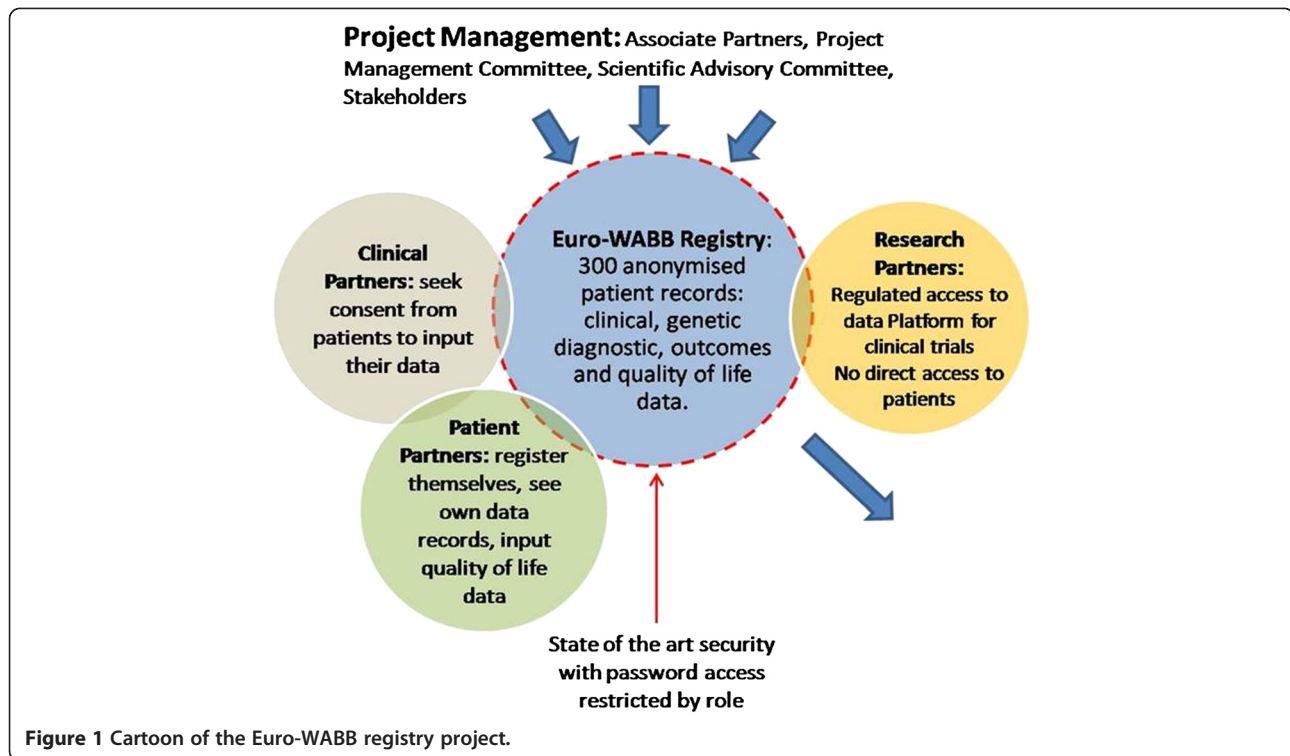 Project Management: Associate Partners, Project
Management Committee, Scientific Advisory Committee,
Stakeholders
Clinical
Partners: seek
consent from
patients to input
their data
Euro-WABB Registry:
300 anonymised
patient records:
clinical, genetic
diagnostic, outcomes
and quality of life
data.
Research
Partners:
Regulated access to
data Platform for
clinical trials
No direct access to
patients
Patient
Partners: register
themselves, see
own data
records, input
quality of life
data
State of the art security
with password access
restricted by role
Figure 1 Cartoon of the Euro-WABB registry project.